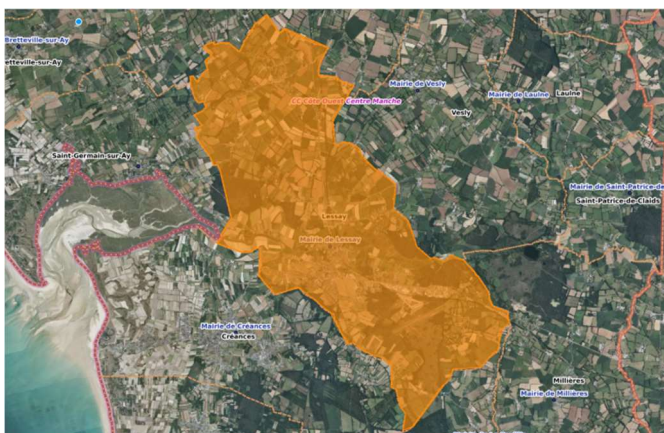 Bretteville-sur-Ay
etteville-sur-Ay
Mairie de Vesly
Mairie de Laulne
Laulne
CC Côte Ouest Centre Manche
Vesly
Saint-Germain-sur-Ay
Mairie de Saint-Patrice-de
Saint-Patrice-de-Claids
Lessay
Mairie de Lessay
Mairie de Créances
Créances
Millières
Mairie de Millières